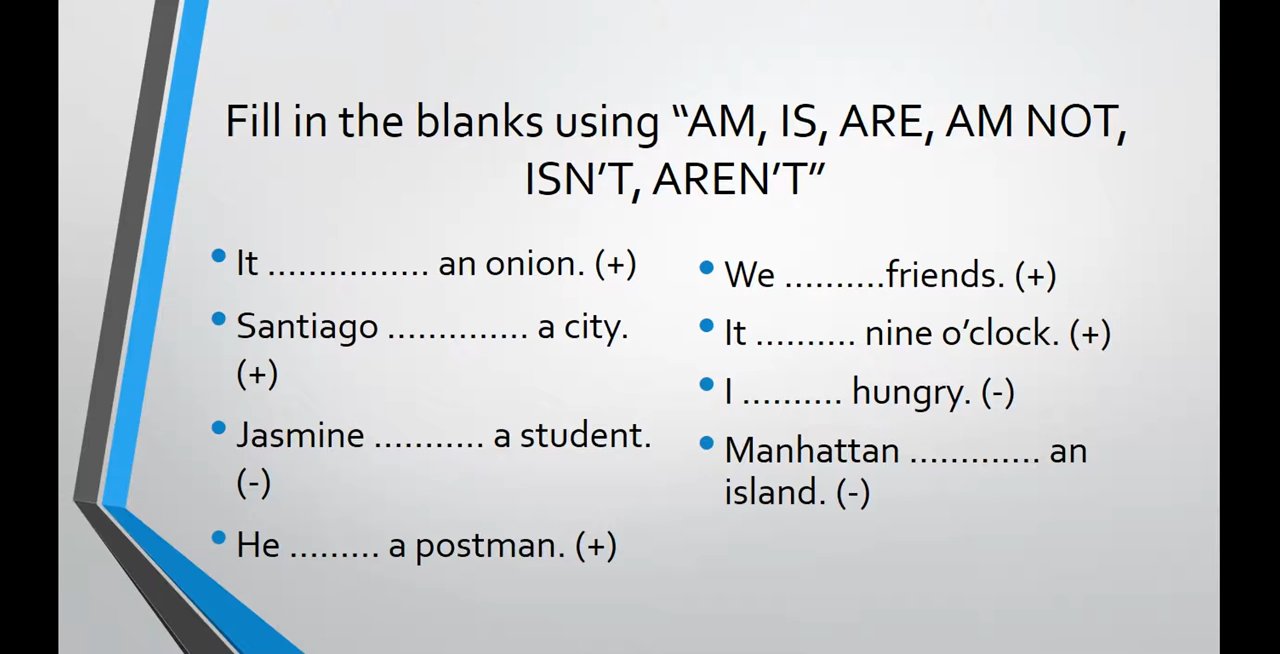 Fill in the blanks using “AM, IS, ARE, AM NOT,
ISN’T, AREN’T”
• It ................ an onion. (+)
• Santiago .............. a city.
(+)
• Jasmine ........... a student.
(-)
• He ......... a postman. (+)
• We ..........friends. (+)
• It .......... nine o’clock. (+)
• I .......... hungry. (-)
• Manhattan ............. an
island. (-)